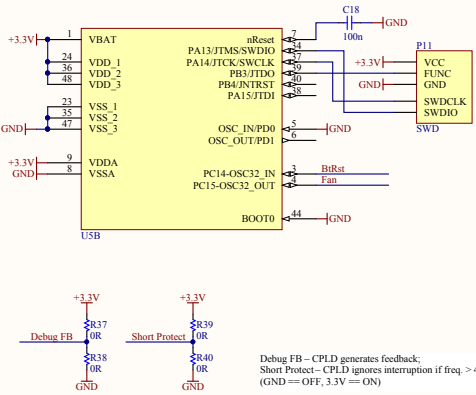 C18
GND
100n
+3.3V
1 VBAT
nReset 7
PA13/JTMS/SWDIO 34
P11
24 VDD_1
PA14/JTCK/SWCLK 37
+3.3V VCC
36 VDD_2
PB3/JTDO 39
FUNC
48 VDD_3
PB4/JNTRST 40
GND GND
PA15/JTDI 38
23 VSS_1
SWDCLK
35 VSS_2
SWDIO
GND 47 VSS_3
OSC_IN/PD0 5 GND
SWD
OSC_OUT/PD1 6
+3.3V 9 VDDA
GND 8 VSSA
PC14-OSC32_IN 3 BtRst
PC15-OSC32_OUT 4 Fan
BOOT0 44 GND
U5B
+3.3V +3.3V
R37 R39
0R 0R
Debug FB Short Protect
R38 R40
0R 0R
GND GND
Debug FB – CPLD generates feedback;
Short Protect – CPLD ignores interruption if freq. > 4
(GND == OFF, 3.3V == ON)